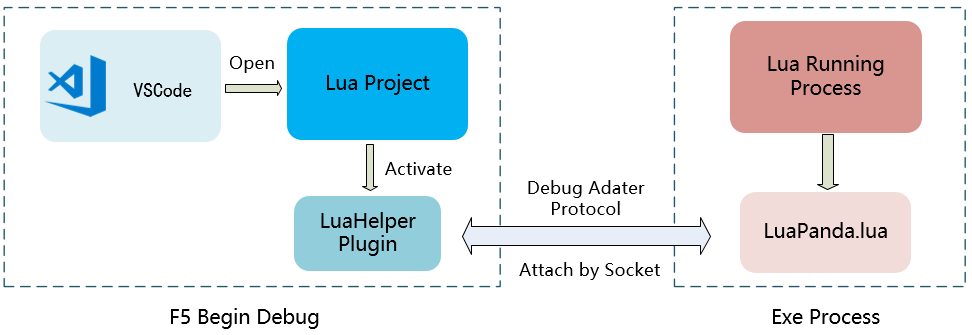 VSCode
Open
Lua Project
Activate
LuaHelper
Plugin
Debug Adater
Protocol
Attach by Socket
Lua Running
Process
LuaPanda.lua
F5 Begin Debug
Exe Process